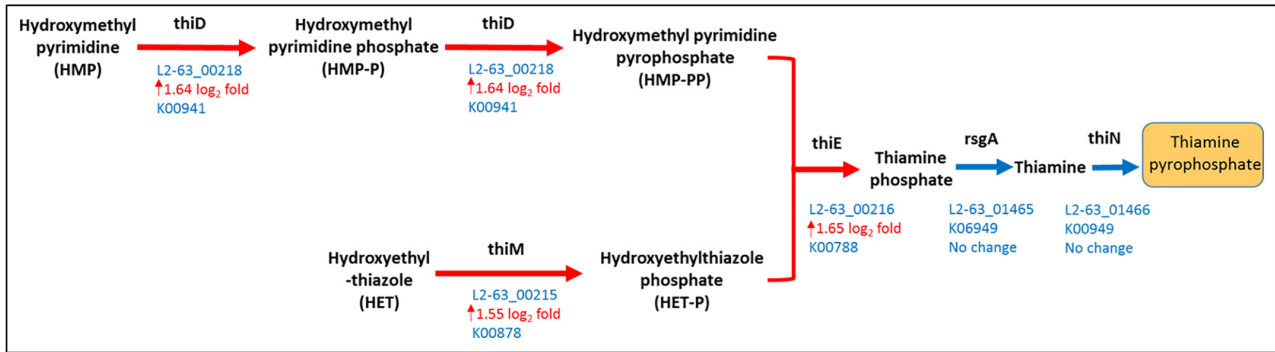 Hydroxymethyl
pyrimidine
(HMP)
thiD
L2-63_00218
↑1.64 log₂ fold
K00941
Hydroxymethyl
pyrimidine phosphate
(HMP-P)
thiD
L2-63_00218
↑1.64 log₂ fold
K00941
Hydroxymethyl pyrimidine
pyrophosphate
(HMP-PP)
Hydroxyethyl
-thiazole
(HET)
thiM
L2-63_00215
↑1.55 log₂ fold
K00878
Hydroxyethylthiazole
phosphate
(HET-P)
thiE
L2-63_00216
↑1.65 log₂ fold
K00788
Thiamine
phosphate
rsgA
L2-63_01465
K06949
No change
Thiamine
thiN
L2-63_01466
K00949
No change
Thiamine
pyrophosphate